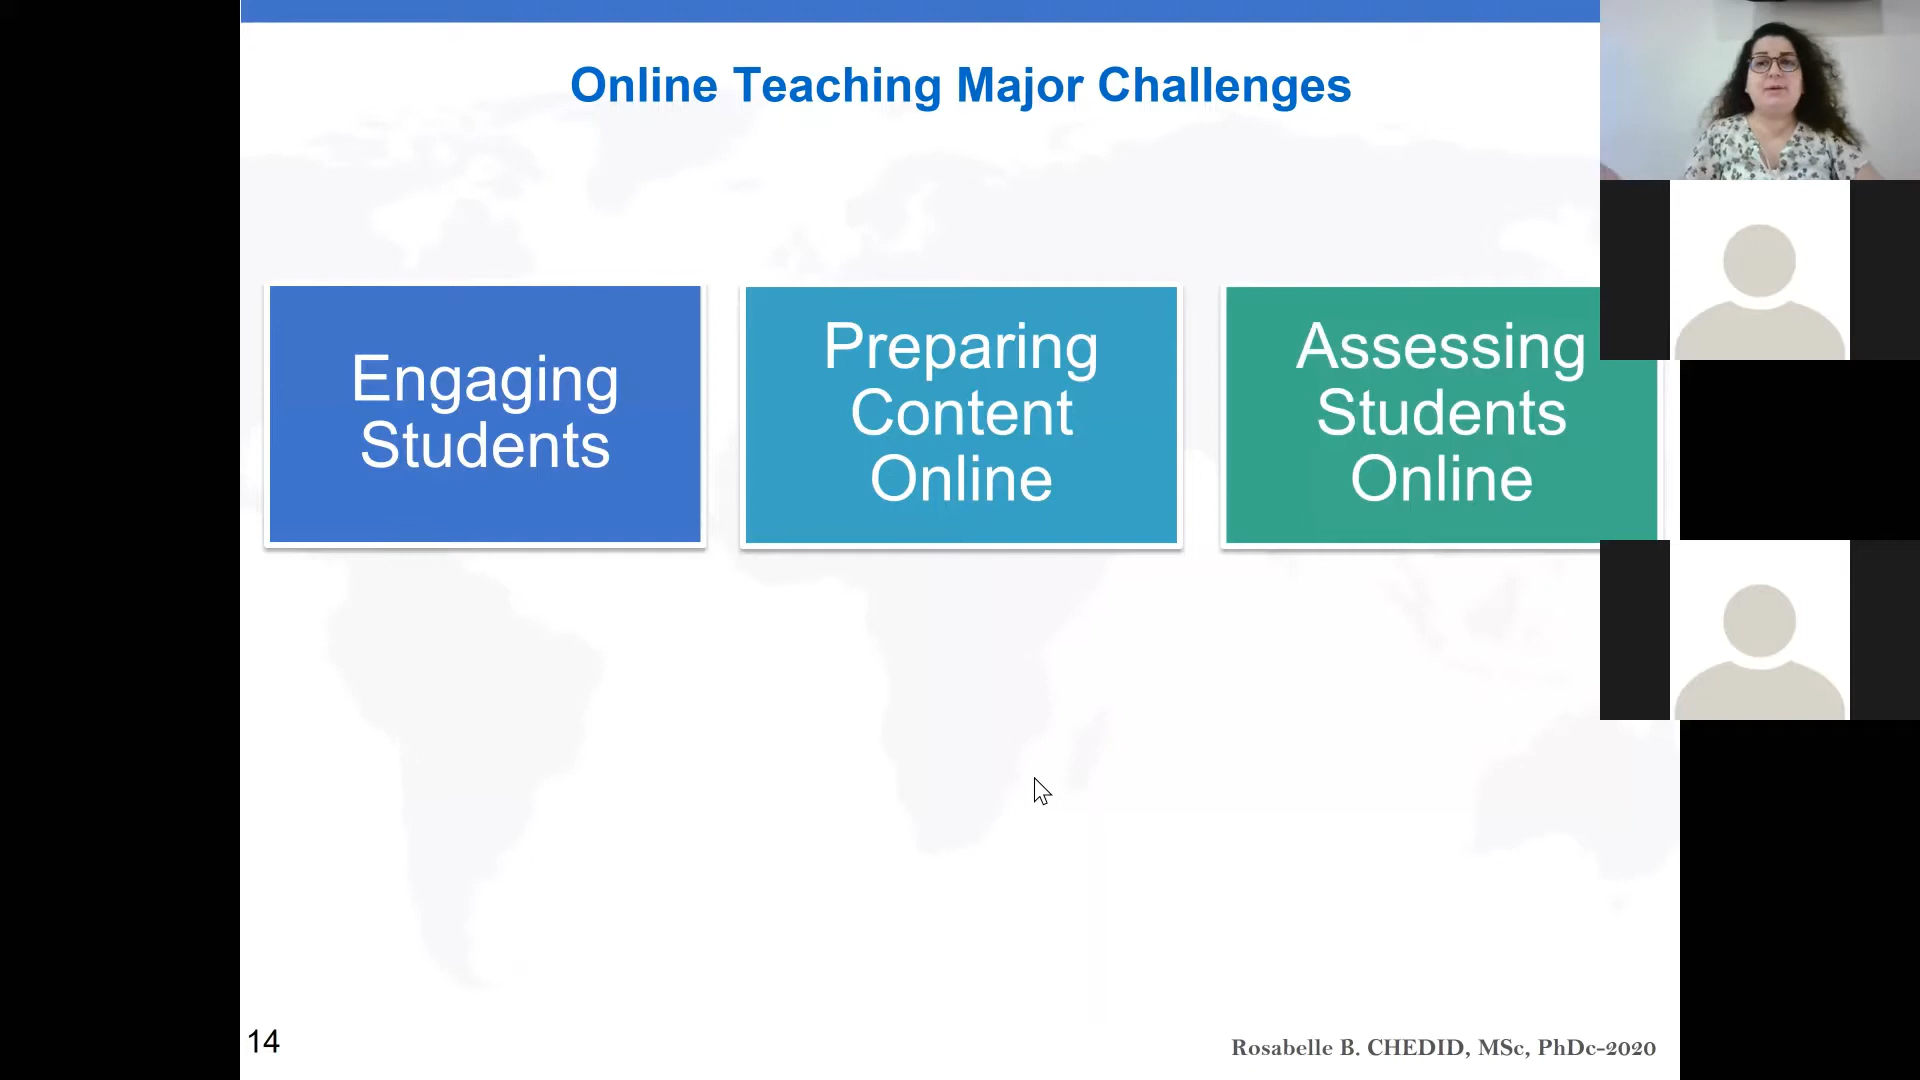 Online Teaching Major Challenges
Engaging
Students
Preparing
Content
Online
Assessing
Students
Online
14
Rosabelle B. CHEDID, MSc, PhDc-2020